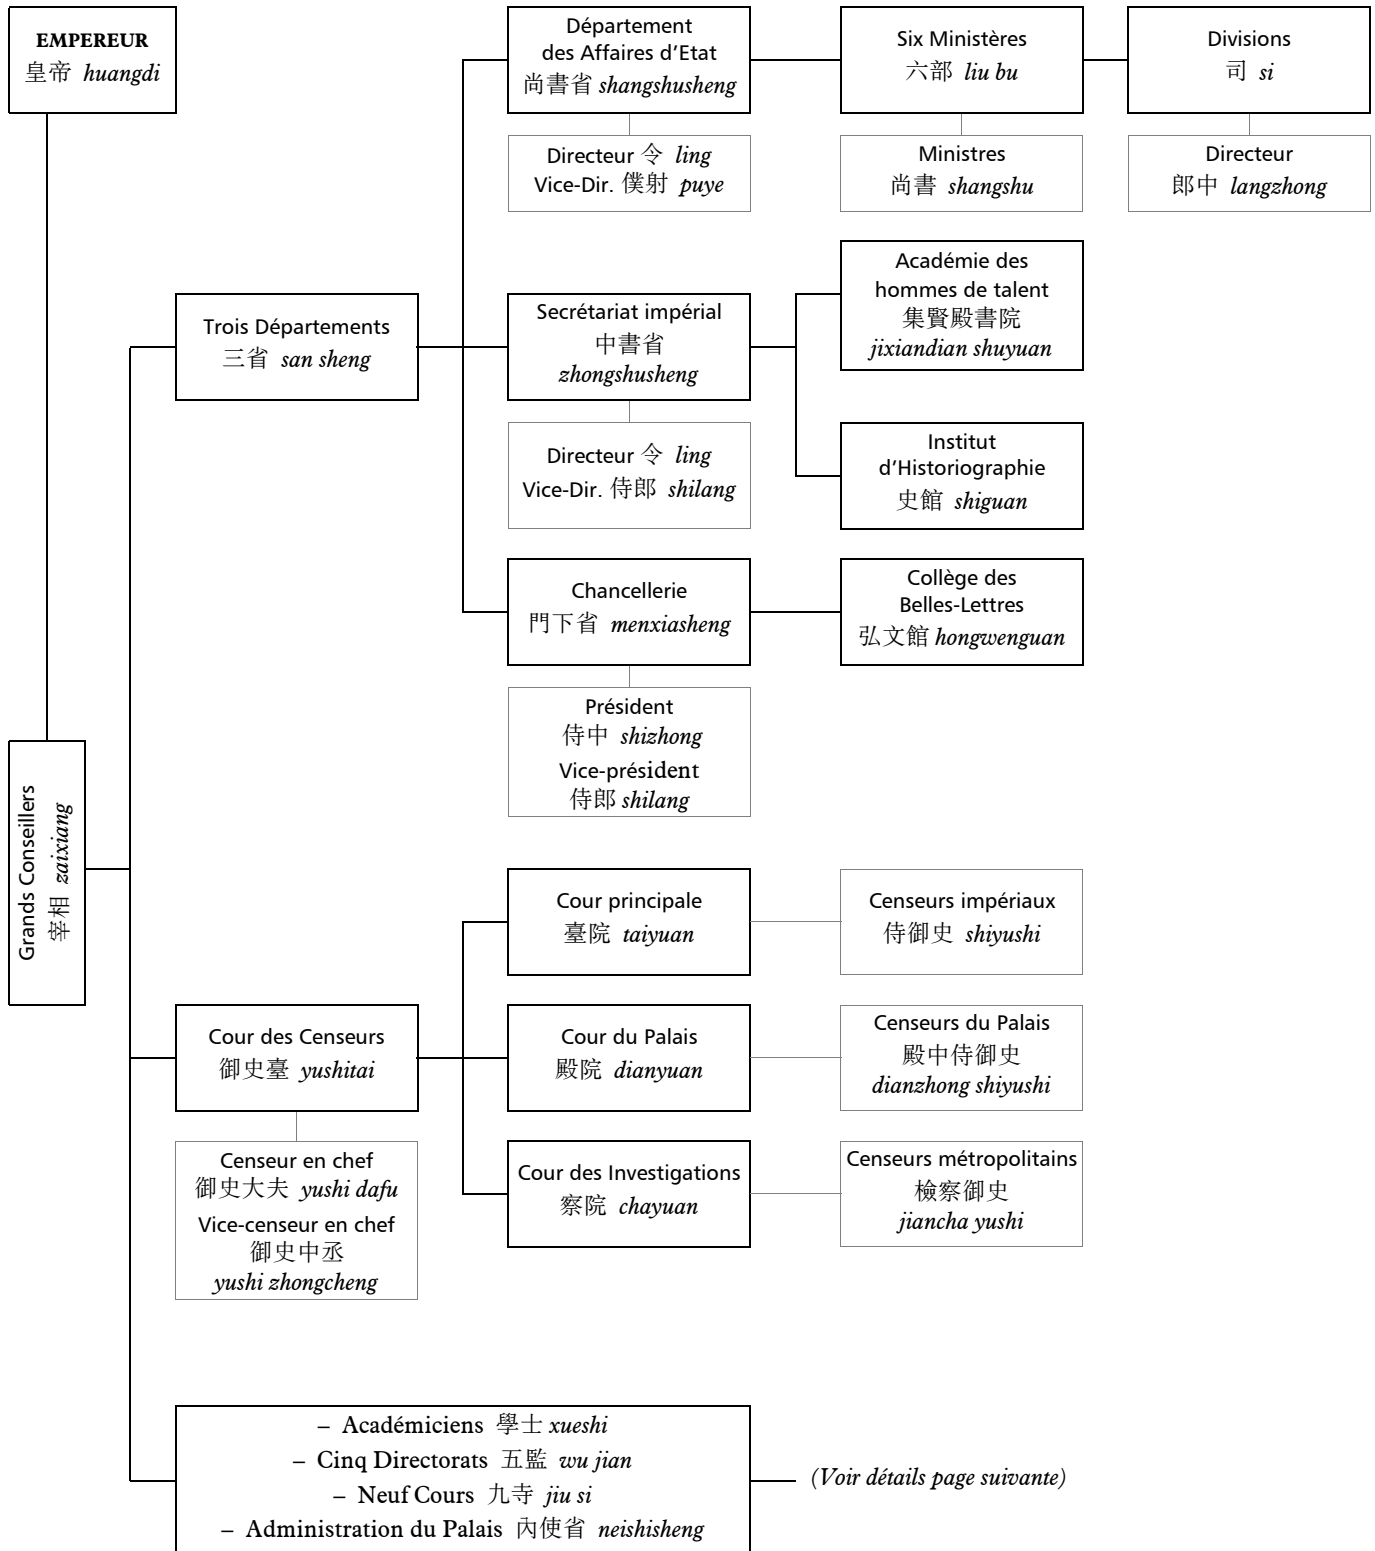 EMPEREUR
皇帝 huangdi
Département
des Affaires d’Etat
尚書省 shangshusheng
Directeur 令 ling
Vice-Dir. 僕射 puye
Six Ministères
六部 liu bu
Ministres
尚書 shangshu
Divisions
司 si
Directeur
郎中 langzhong
Trois Départements
三省 san sheng
Secrétariat impérial
中書省
zhongshusheng
Directeur 令 ling
Vice-Dir. 侍郎 shilang
Académie des
hommes de talent
集賢殿書院
jixiandian shuyuan
Institut
d’Historiographie
史館 shiguan
Chancellerie
門下省 menxiasheng
Président
侍中 shizhong
Vice-président
侍郎 shilang
Collège des
Belles-Lettres
弘文館 hongwenguan
Grands Conseillers
宰相 zaixiang
Cour des Censeurs
御史臺 yushitai
Censeur en chef
御史大夫 yushi dafu
Vice-censeur en chef
御史中丞
yushi zhongcheng
Cour principale
臺院 taiyuan
Censeurs impériaux
侍御史 shiyushi
Cour du Palais
殿院 dianyuan
Censeurs du Palais
殿中侍御史
dianzhong shiyushi
Cour des Investigations
察院 chayuan
Censeurs métropolitains
檢察御史
jiancha yushi
– Académiciens 學士 xueshi
– Cinq Directorats 五監 wu jian
– Neuf Cours 九寺 jiu si
– Administration du Palais 內使省 neishisheng
(Voir détails page suivante)